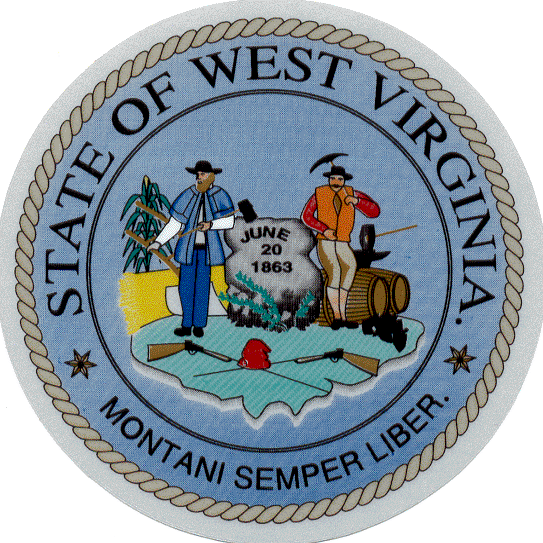 STATE OF WEST VIRGINIA.
JUNE
20
1863
MONTANI SEMPER LIBER.